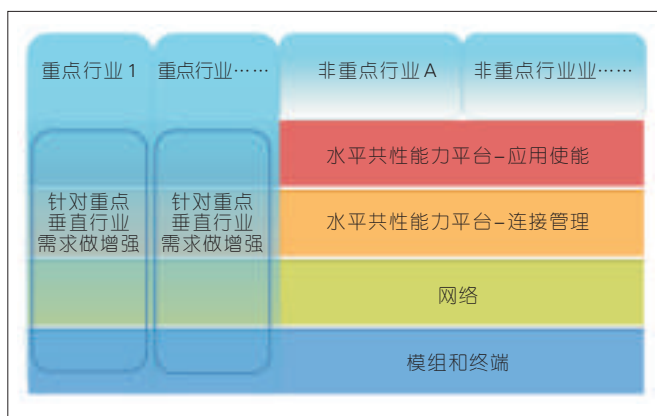 重点行业1
重点行业……
非重点行业A
非重点行业业……
水平共性能力平台–应用使能
针对重点
垂直行业
需求做增强
针对重点
垂直行业
需求做增强
水平共性能力平台–连接管理
网络
模组和终端